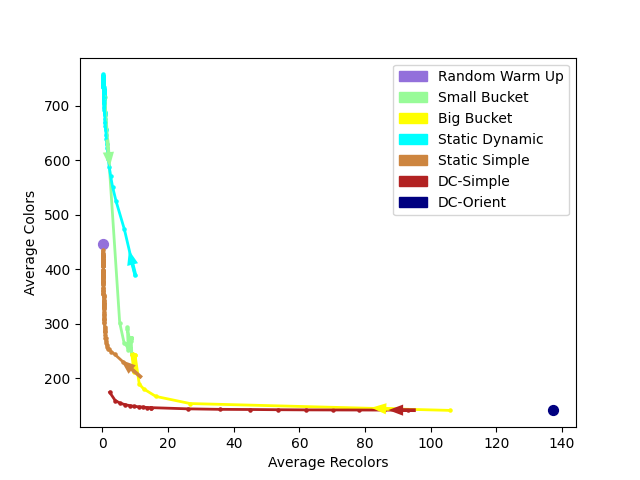 Random Warm Up
Small Bucket
Big Bucket
Static Dynamic
Static Simple
DC-Simple
DC-Orient
Average Colors
700
600
500
400
300
200
0 20 40 60 80 100 120 140
Average Recolors